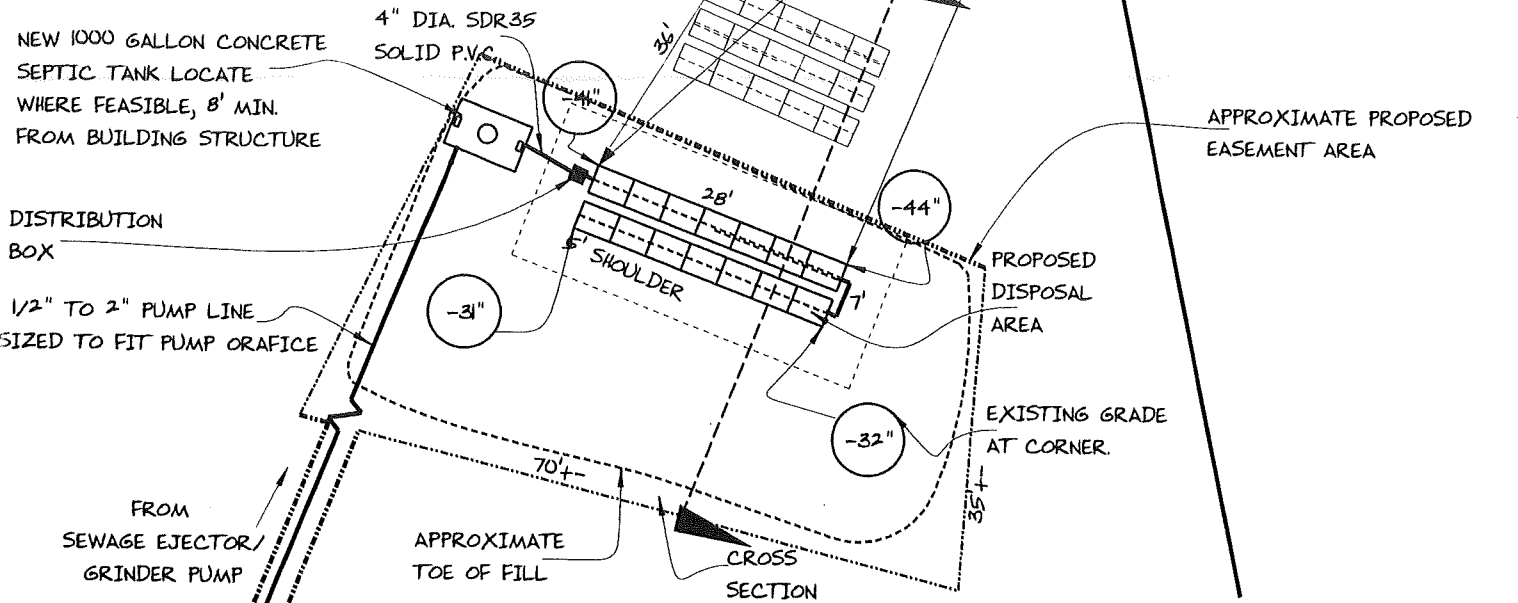 4" DIA. SDR35
SOLID P.V.C.
NEW 1000 GALLON CONCRETE
SEPTIC TANK LOCATE
WHERE FEASIBLE, 8' MIN.
FROM BUILDING STRUCTURE
36'
APPROXIMATE PROPOSED
EASEMENT AREA
28'
-44"
DISTRIBUTION
BOX
5'
SHOULDER
PROPOSED
DISPOSAL
AREA
7'
-31"
1/2" TO 2" PUMP LINE
SIZED TO FIT PUMP ORAFICE
-32"
EXISTING GRADE
AT CORNER.
70'+-
35'+-
FROM
SEWAGE EJECTOR/
GRINDER PUMP
APPROXIMATE
TOE OF FILL
CROSS
SECTION